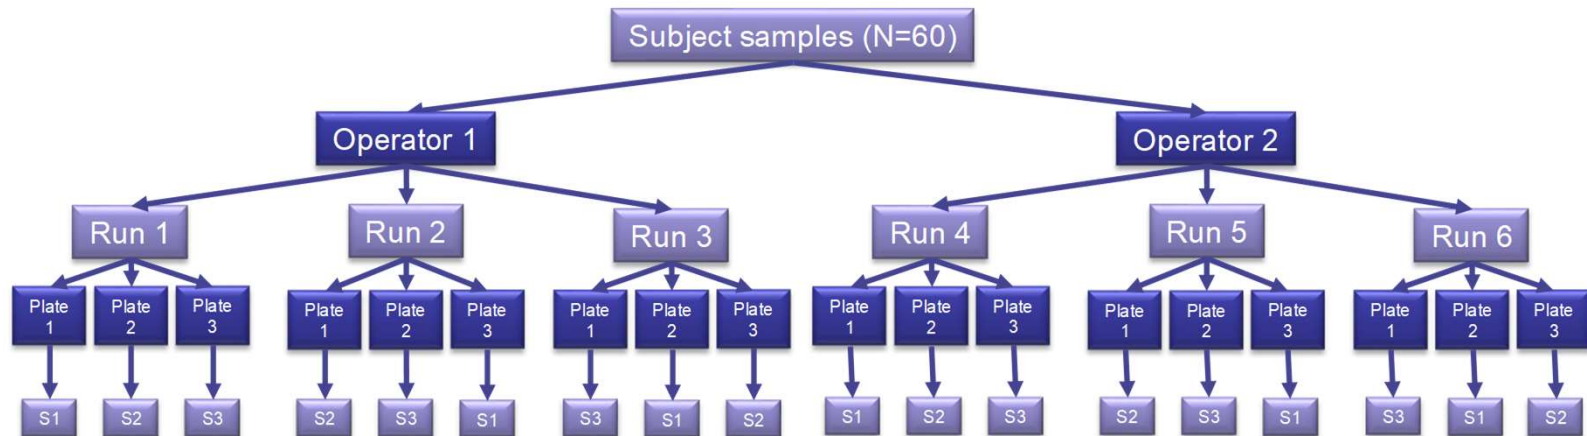 Subject samples (N=60)
Operator 1
Operator 2
Run 1
Run 2
Run 3
Run 4
Run 5
Run 6
Plate
1
Plate
2
Plate
3
Plate
1
Plate
2
Plate
3
Plate
1
Plate
2
Plate
3
Plate
1
Plate
2
Plate
3
Plate
1
Plate
2
Plate
3
Plate
1
Plate
2
Plate
3
S1
S2
S3
S2
S3
S1
S3
S1
S2
S1
S2
S3
S2
S3
S1
S3
S1
S2